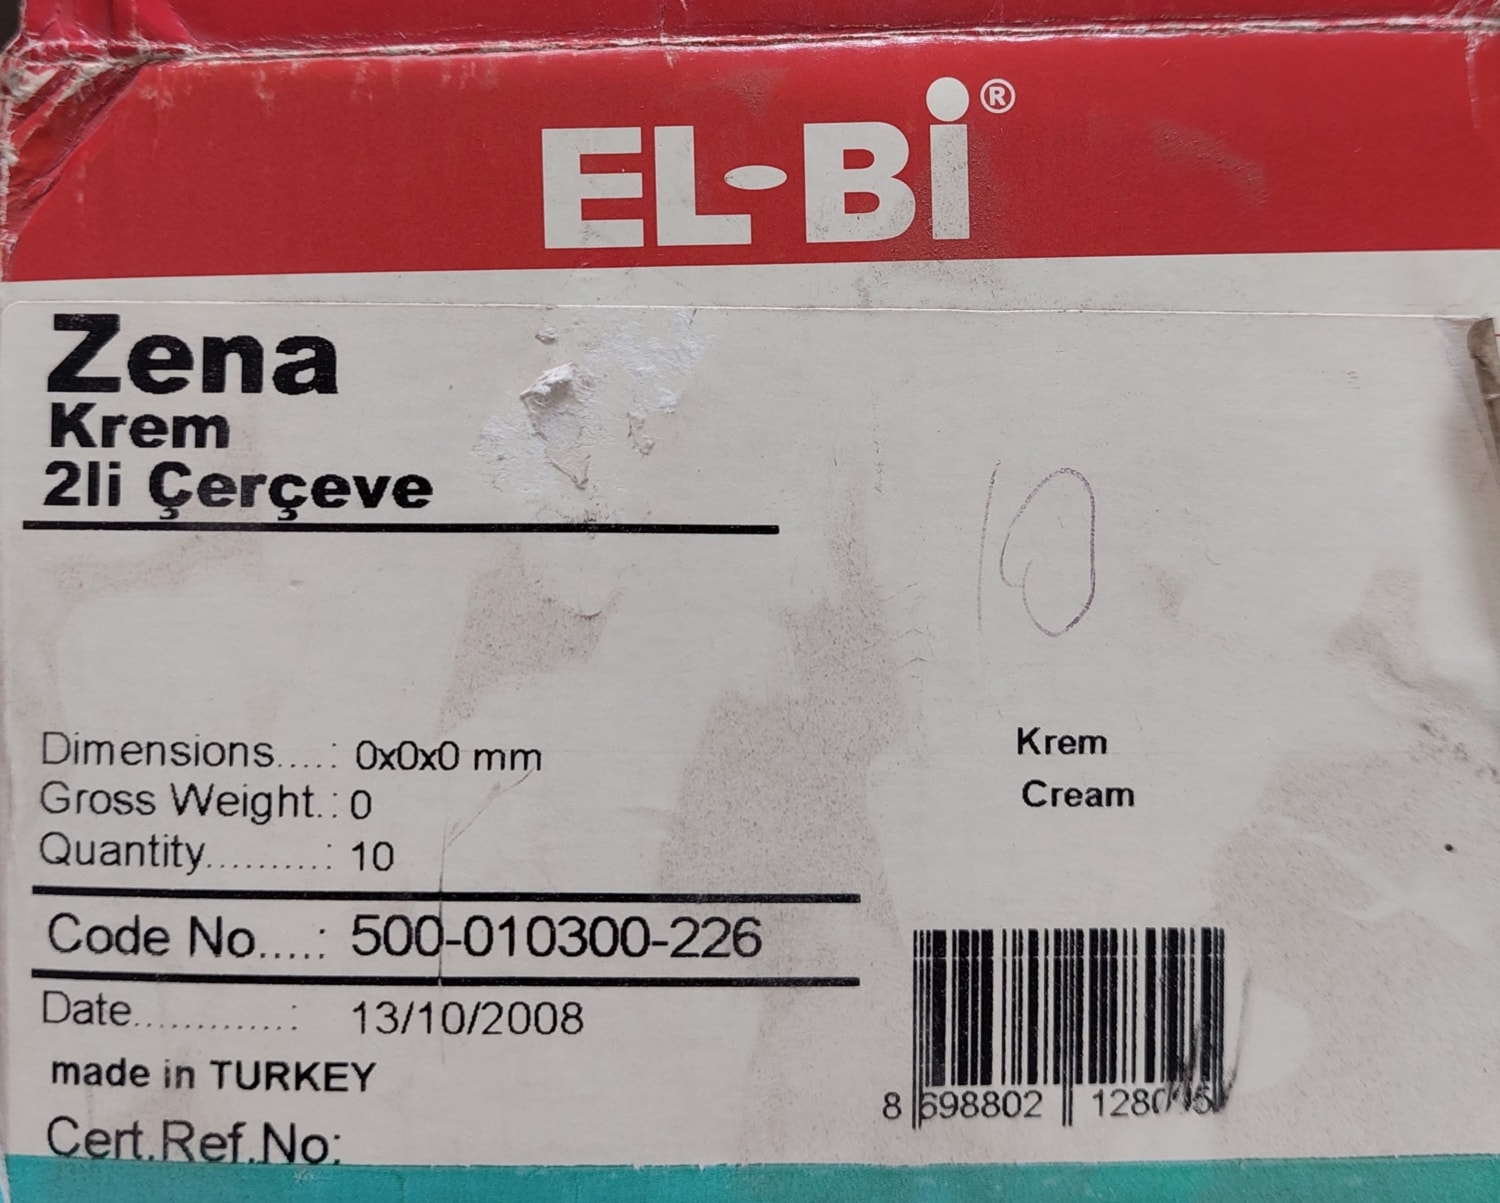 EL-Bİ®
Zena
Krem
2li Çerçeve
10
Dimensions.....: 0x0x0 mm
Gross Weight.: 0
Quantity..........: 10
Krem
Cream
Code No....: 500-010300-226
Date.............: 13/10/2008
made in TURKEY
Cert.Ref.No:
8 698802